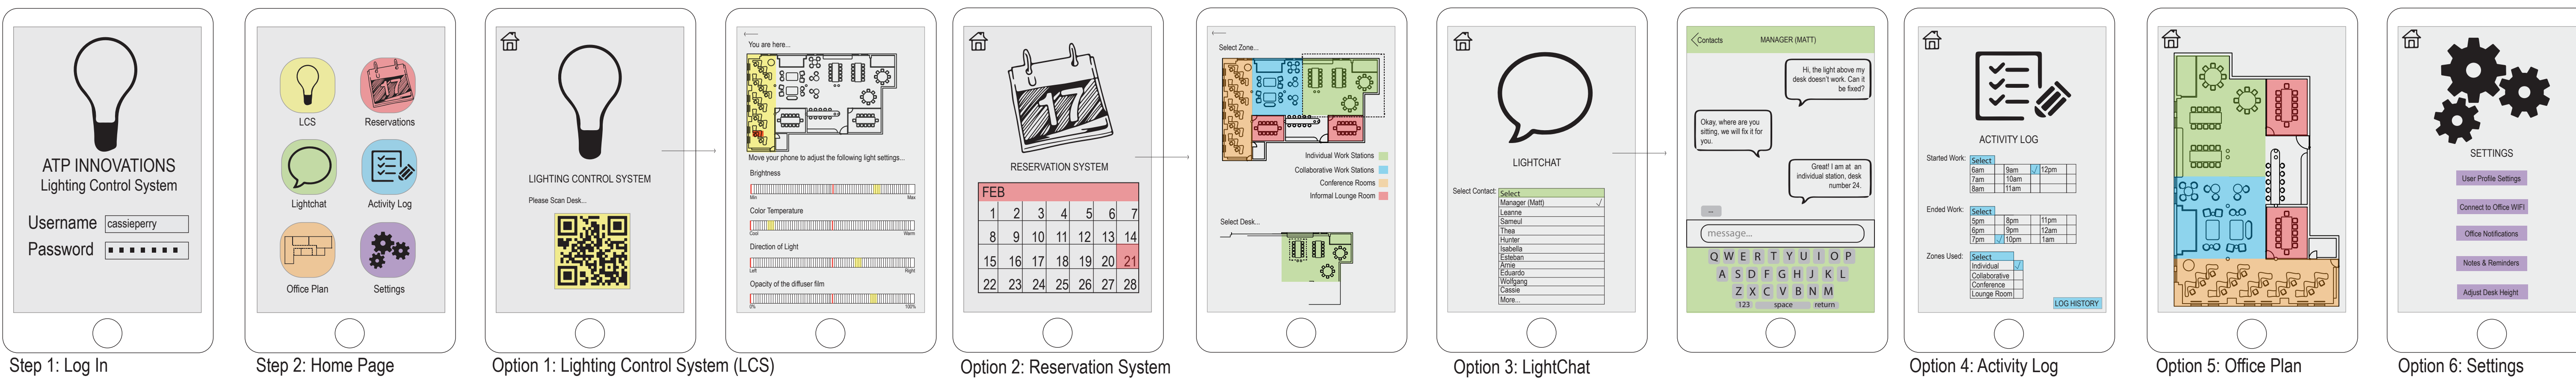 ATP INNOVATIONS
Lighting Control System
Username cassieperry
Password
Step 1: Log In
LCS
Reservations
17
Lightchat
Activity Log
Office Plan
Settings
Step 2: Home Page
LIGHTING CONTROL SYSTEM
Please Scan Desk...
Option 1: Lighting Control System (LCS)
You are here...
Move your phone to adjust the following light settings...
Brightness
Min Max
Color Temperature
Cool Warm
Direction of Light
Left Right
Opacity of the diffuser film
0% 100%
17
RESERVATION SYSTEM
FEB
1 2 3 4 5 6 7
8 9 10 11 12 13 14
15 16 17 18 19 20 21
22 23 24 25 26 27 28
Option 2: Reservation System
Select Zone...
Individual Work Stations
Collaborative Work Stations
Conference Rooms
Informal Lounge Room
Select Desk...
LIGHTCHAT
Select Contact:
Select
Manager (Matt)
Leanne
Sameul
Thea
Hunter
Isabella
Esteban
Arnie
Eduardo
Wolfgang
Cassie
More...
Option 3: LightChat
Contacts MANAGER (MATT)
Hi, the light above my
desk doesn't work. Can it
be fixed?
Okay, where are you
sitting, we will fix it for
you.
Great! I am at an
individual station, desk
number 24.
...
message...
Q W E R T Y U I O P
A S D F G H J K L
Z X C V B N M
123 space return
ACTIVITY LOG
Started Work:
Select
6am 9am 12pm
7am 10am
8am 11am
Ended Work:
Select
5pm 8pm 11pm
6pm 9pm 12am
7pm 10pm 1am
Zones Used:
Select
Individual
Collaborative
Conference
Lounge Room
LOG HISTORY
Option 4: Activity Log
Option 5: Office Plan
SETTINGS
User Profile Settings
Connect to Office WIFI
Office Notifications
Notes & Reminders
Adjust Desk Height
Option 6: Settings